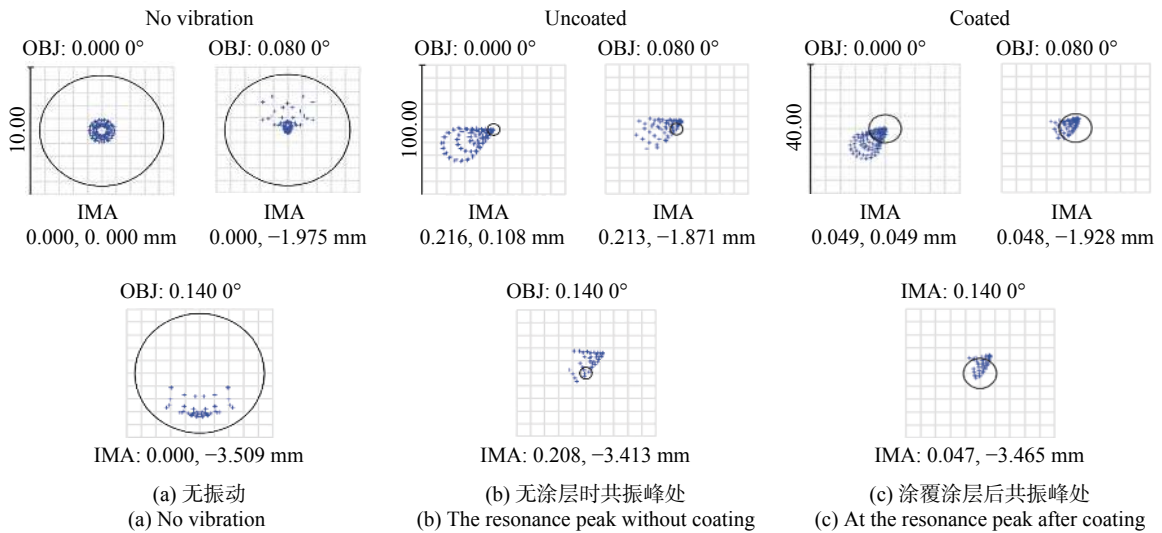 No vibration
OBJ: 0.000 0°
OBJ: 0.080 0°
10.00
IMA
0.000, 0. 000 mm
IMA
0.000, −1.975 mm
OBJ: 0.140 0°
IMA: 0.000, −3.509 mm
(a) 无振动
(a) No vibration
Uncoated
OBJ: 0.000 0°
OBJ: 0.080 0°
100.00
IMA
0.216, 0.108 mm
IMA
0.213, −1.871 mm
OBJ: 0.140 0°
IMA: 0.208, −3.413 mm
(b) 无涂层时共振峰处
(b) The resonance peak without coating
Coated
OBJ: 0.000 0°
OBJ: 0.080 0°
40.00
IMA
0.049, 0.049 mm
IMA
0.048, −1.928 mm
IMA: 0.140 0°
IMA: 0.047, −3.465 mm
(c) 涂覆涂层后共振峰处
(c) At the resonance peak after coating